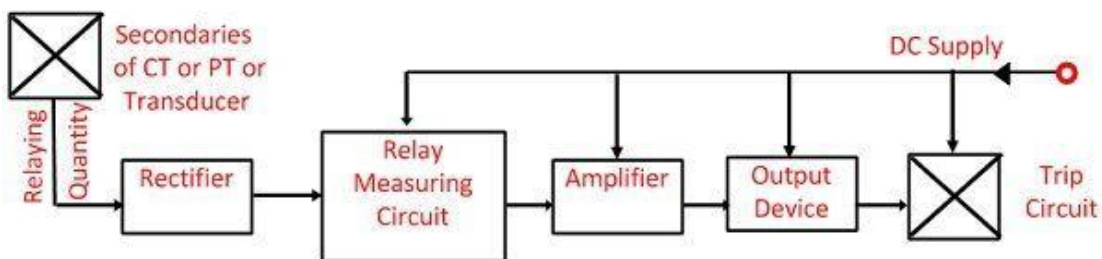 Secondaries
of CT or PT or
Transducer
DC Supply
Relaying
Quantity
Rectifier
Relay
Measuring
Circuit
Amplifier
Output
Device
Trip
Circuit